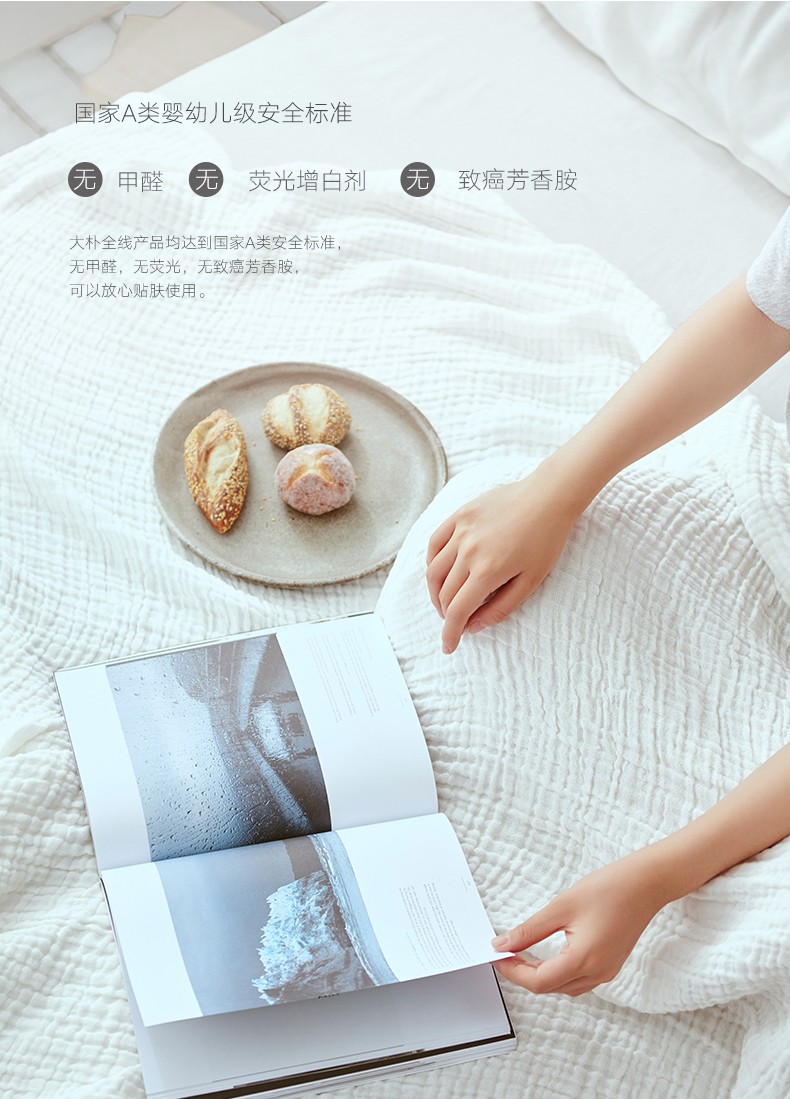 国家A类婴幼儿级安全标准
无 甲醛 无 荧光增白剂 无 致癌芳香胺
大朴全线产品均达到国家A类安全标准，
无甲醛，无荧光，无致癌芳香胺，
可以放心贴肤使用。